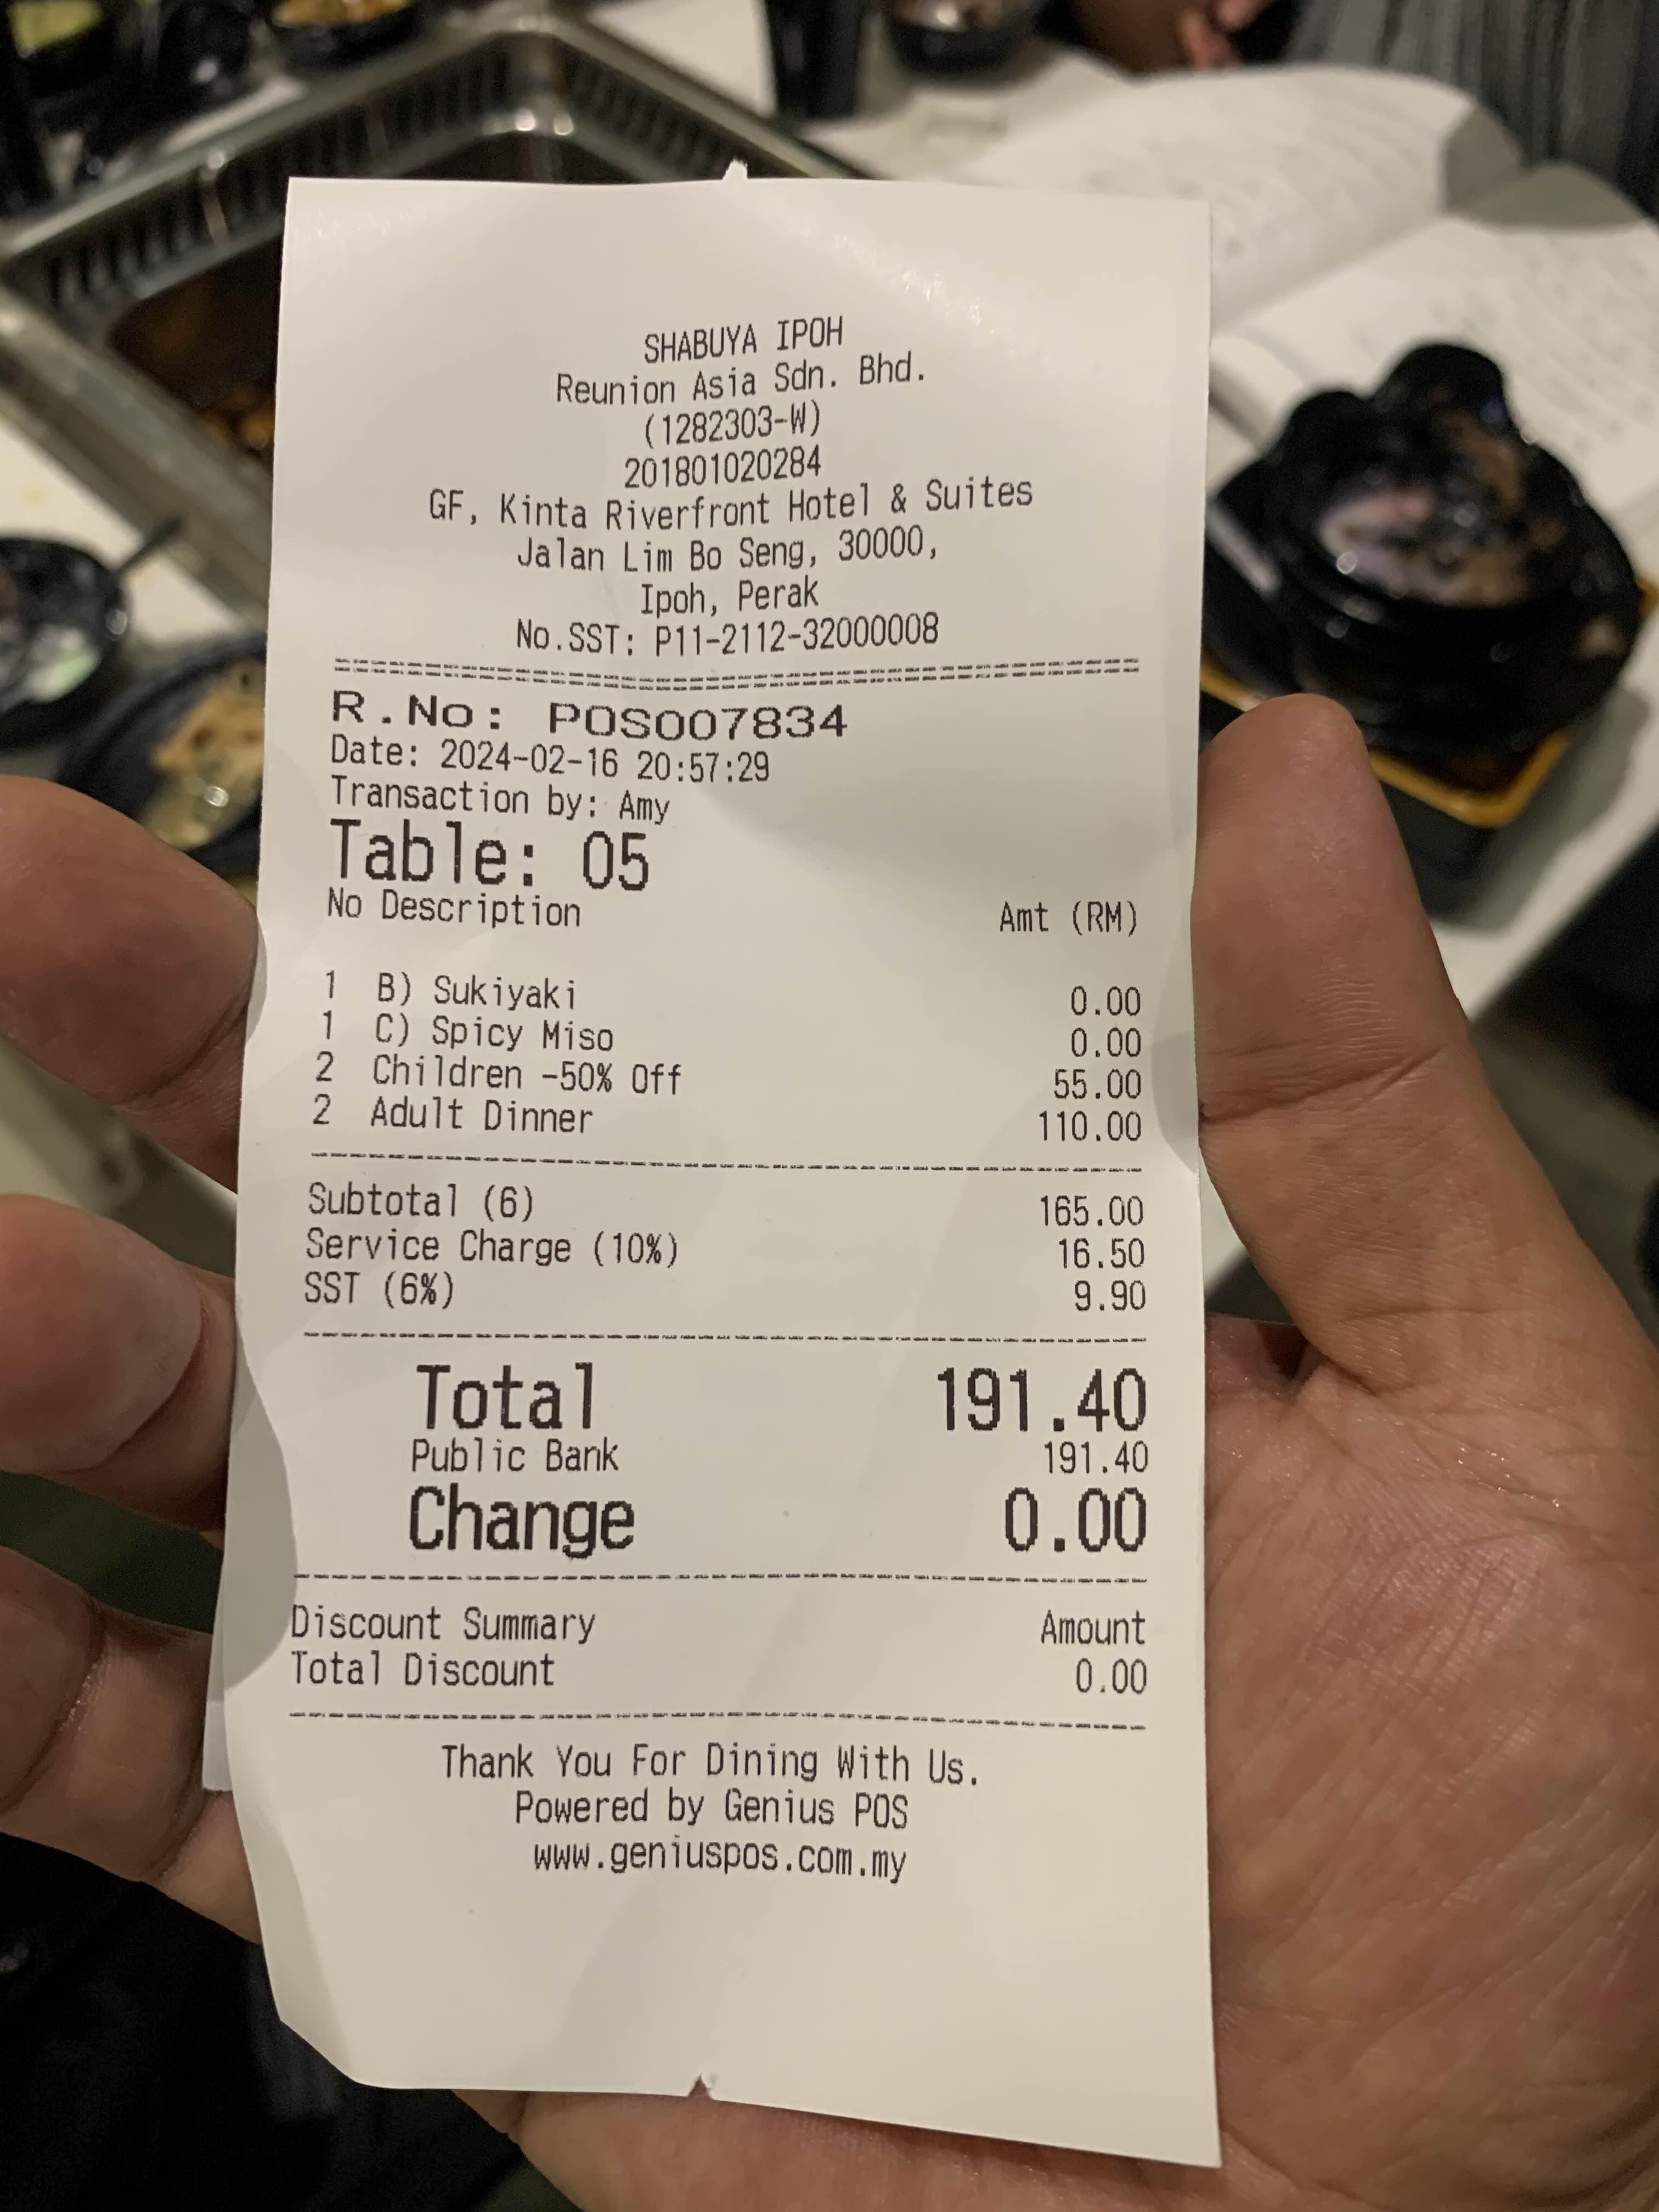 SHABUYA IPOH
Reunion Asia Sdn. Bhd.
(1282303-W)
201801020284
GF, Kinta Riverfront Hotel & Suites
Jalan Lim Bo Seng, 30000,
Ipoh, Perak
No.SST: P11-2112-32000008
R.No: POS007834
Date: 2024-02-16 20:57:29
Transaction by: Amy
Table: 05
No Description Amt (RM)
1 B) Sukiyaki 0.00
1 C) Spicy Miso 0.00
2 Children -50% Off 55.00
2 Adult Dinner 110.00
Subtotal (6) 165.00
Service Charge (10%) 16.50
SST (6%) 9.90
Total 191.40
Public Bank 191.40
Change 0.00
Discount Summary Amount
Total Discount 0.00
Thank You For Dining With Us.
Powered by Genius POS
www.geniuspos.com.my